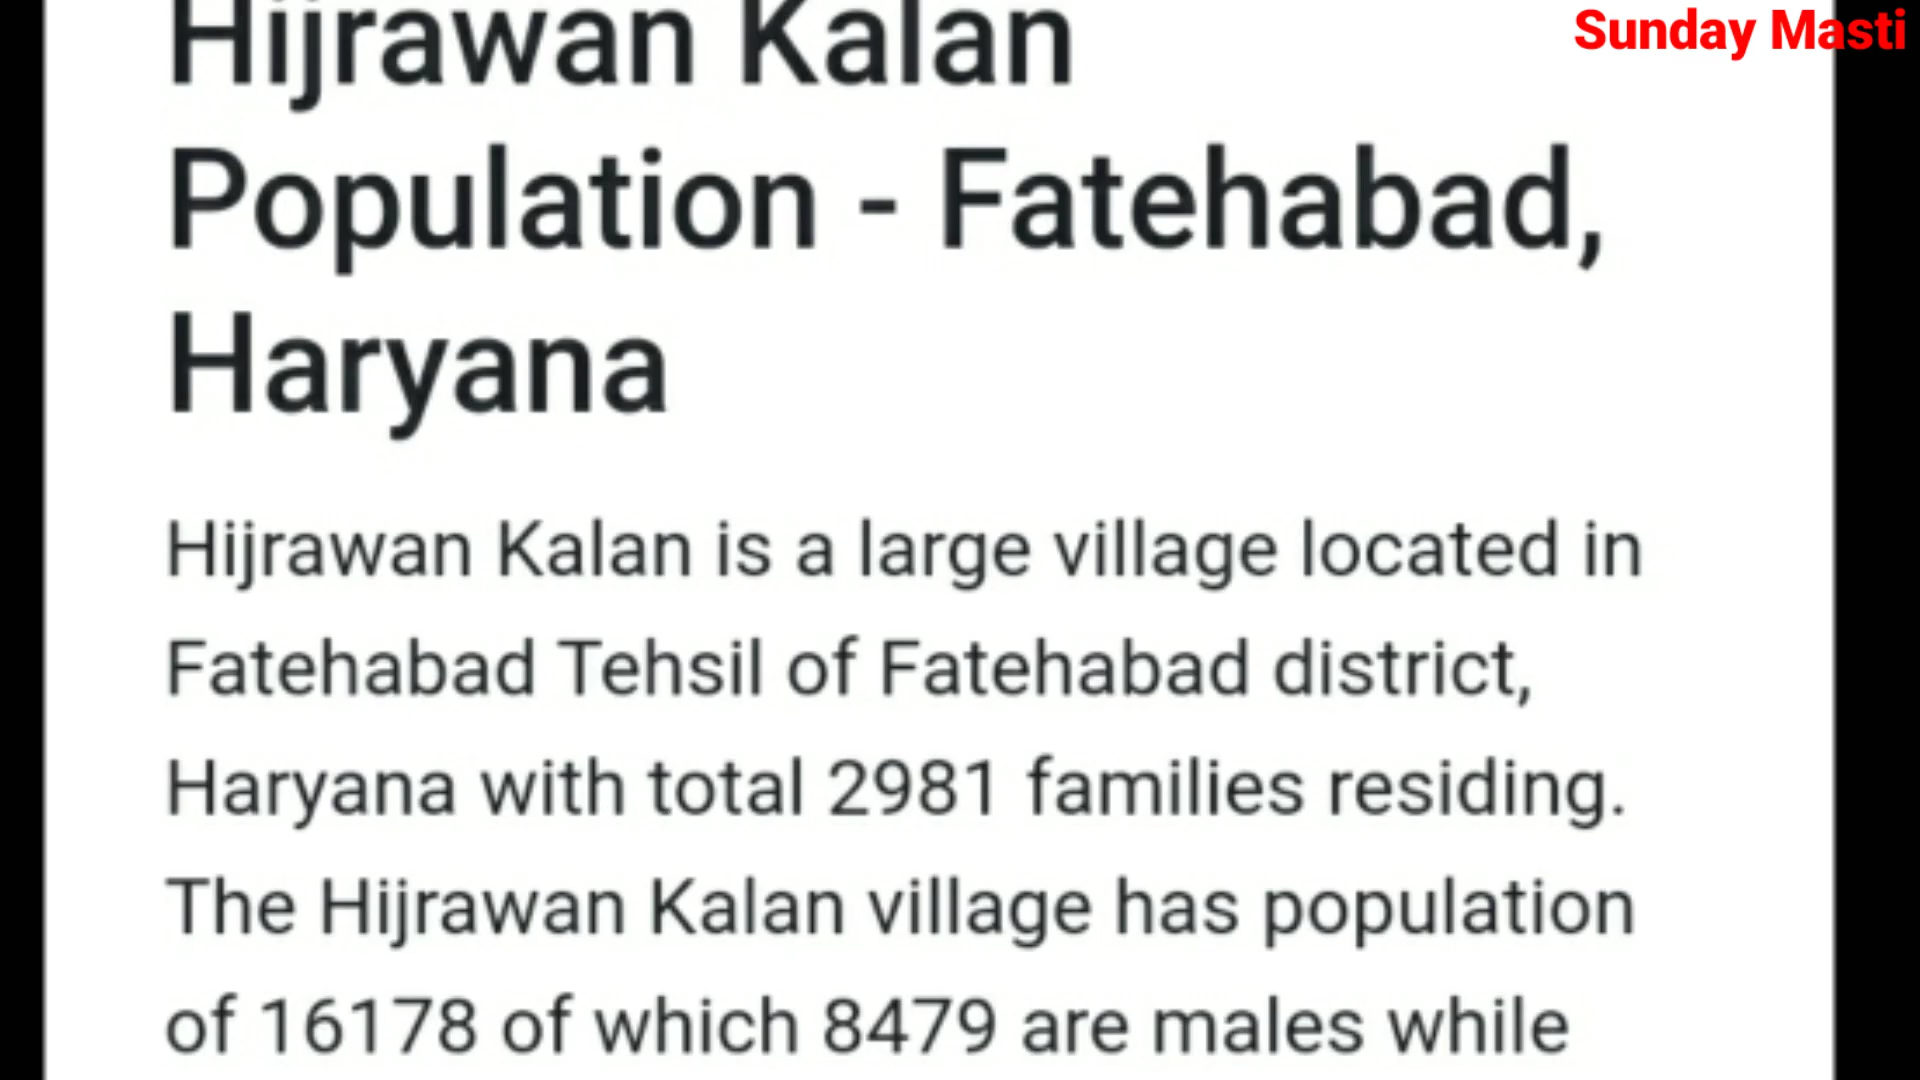 Sunday Masti
Hijrawan Kalan
Population - Fatehabad,
Haryana
Hijrawan Kalan is a large village located in
Fatehabad Tehsil of Fatehabad district,
Haryana with total 2981 families residing.
The Hijrawan Kalan village has population
of 16178 of which 8479 are males while